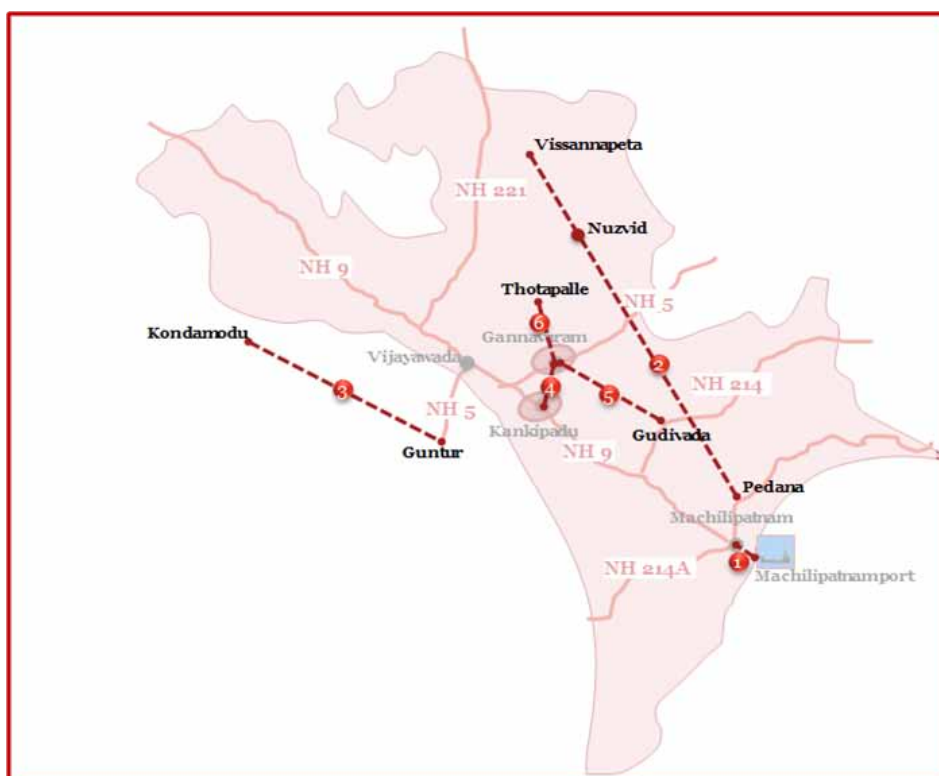 Vissannapeta
NH 221
Nuzvid
NH 9
Thotapalle
NH 5
6
Gannavaram
Kondamodu
Vijayawada
2
3
4
5
NH 214
NH 5
Kankipadu
Gudivada
Guntur
NH 9
Pedana
Machilipatnam
1
NH 214A
Machilipatnamport